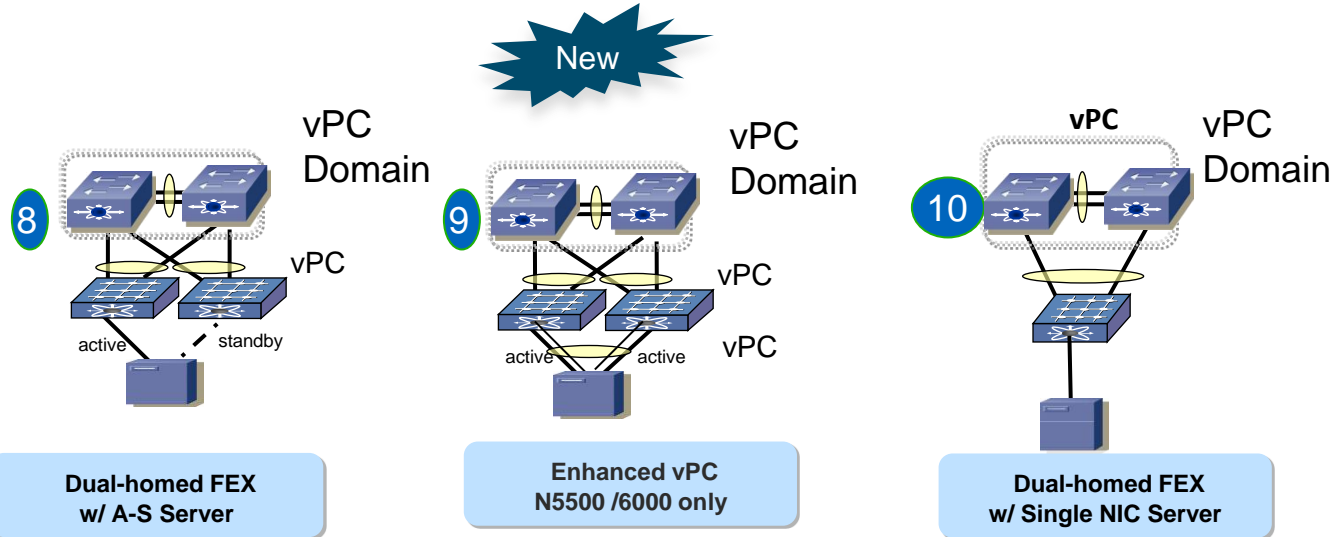 New
8
vPC
Domain
vPC
active
standby
Dual-homed FEX
w/ A-S Server
9
vPC
Domain
vPC
vPC
active
active
Enhanced vPC
N5500 /6000 only
10
vPC
vPC
Domain
Dual-homed FEX
w/ Single NIC Server